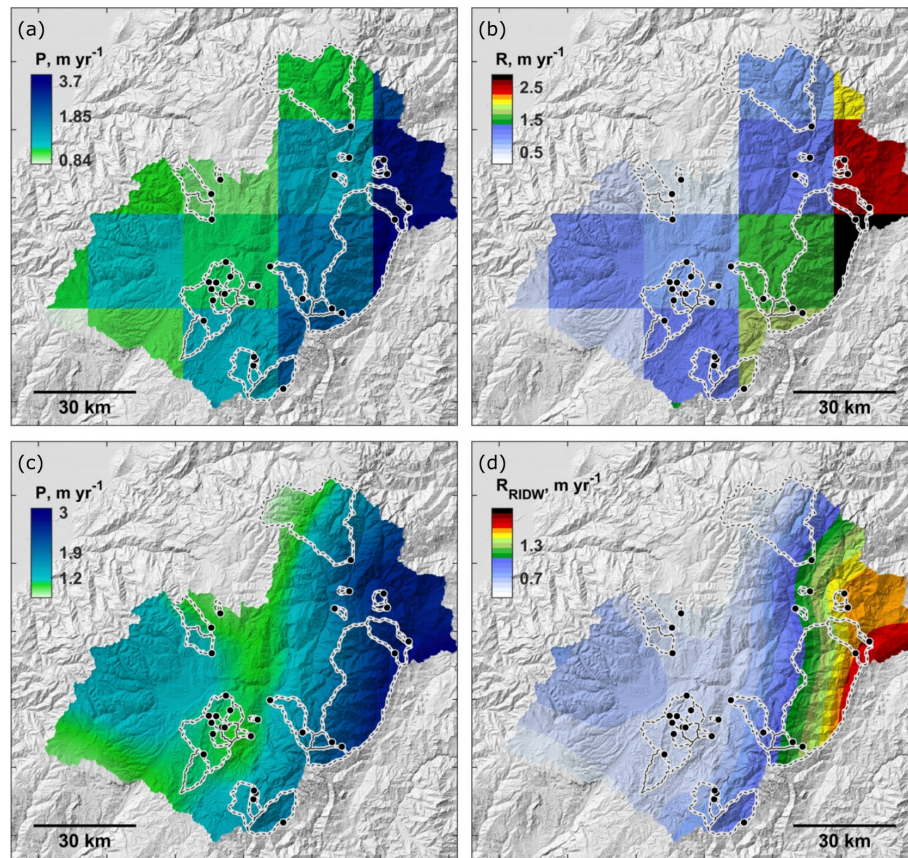 (a)
P, m yr⁻¹
3.7
1.85
0.84
30 km
(b)
R, m yr⁻¹
2.5
1.5
0.5
30 km
(c)
P, m yr⁻¹
3
1.9
1.2
30 km
(d)
R_RIDW, m yr⁻¹
1.3
0.7
30 km